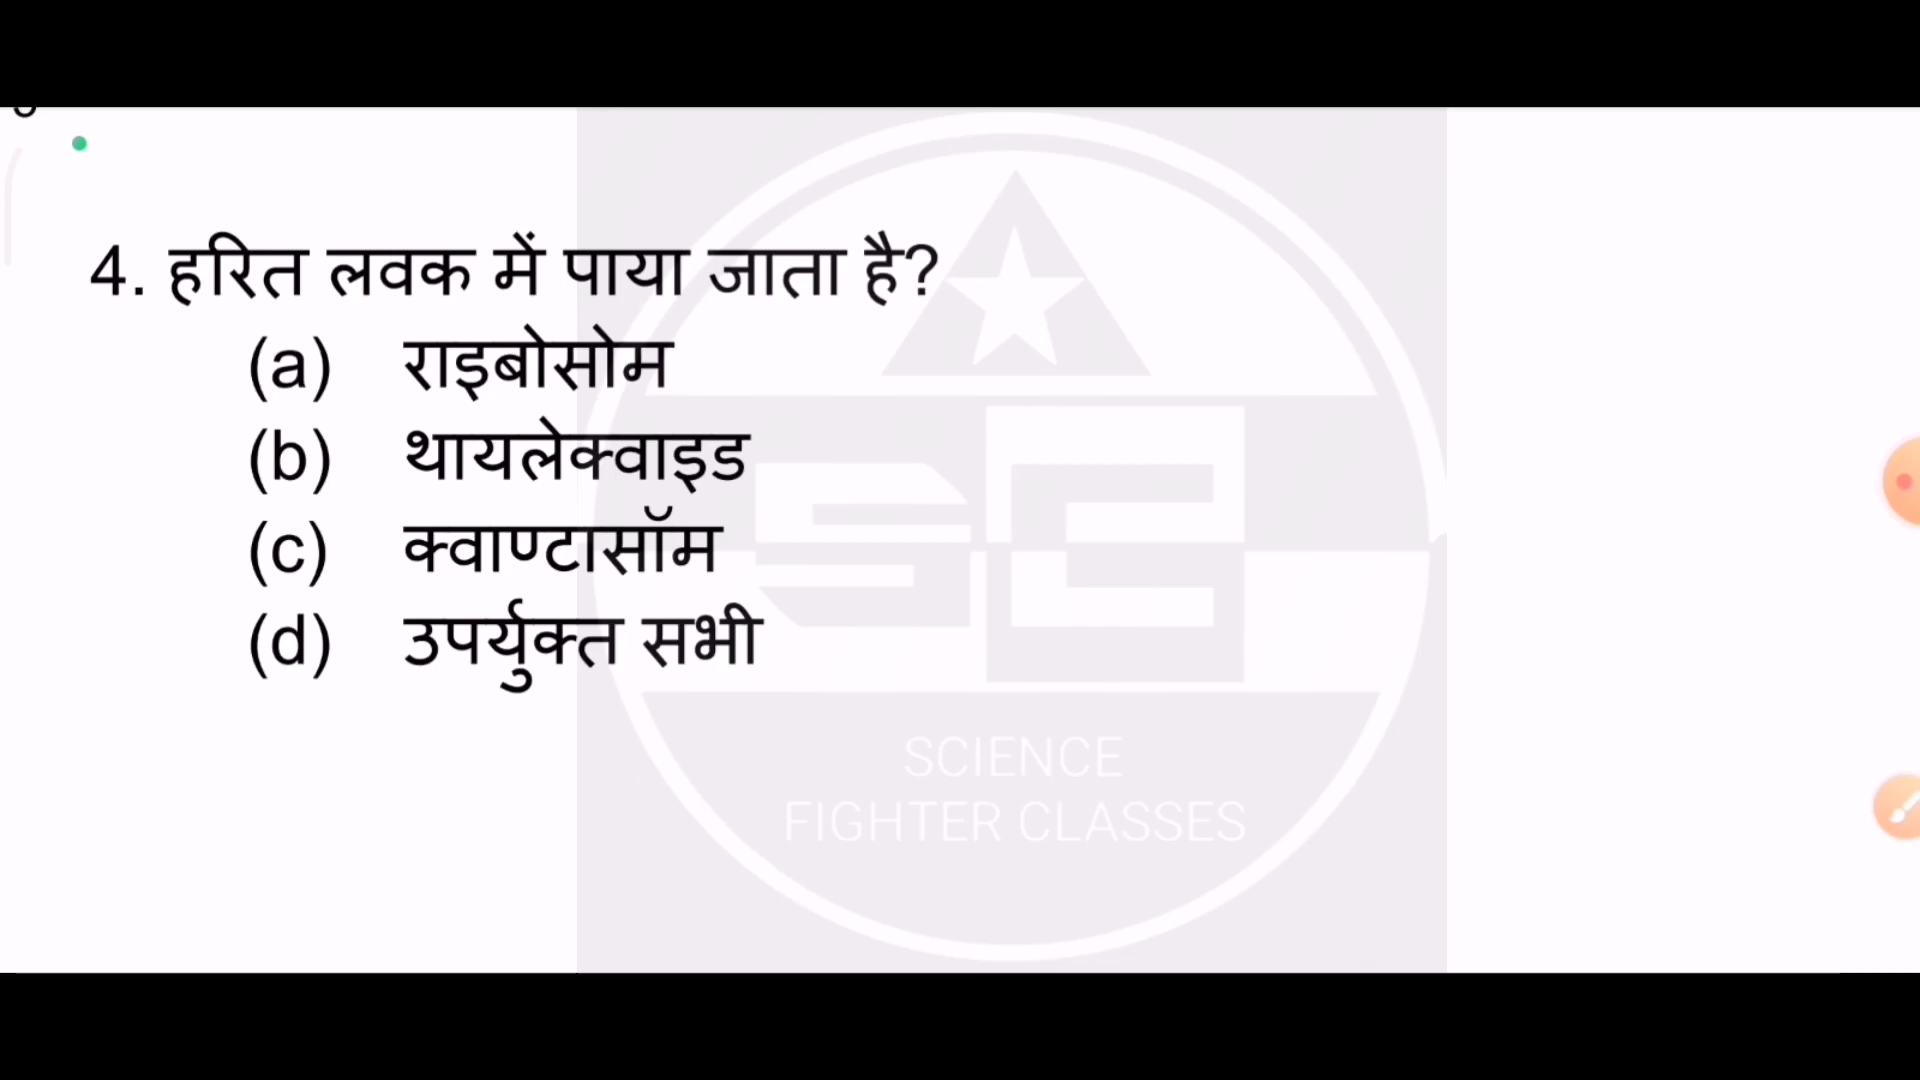 4. हरित लवक में पाया जाता है?
(a) राइबोसोम
(b) थायलेक्वाइड
(c) क्वाण्टासॉम
(d) उपर्युक्त सभी
SCIENCE
FIGHTER CLASSES